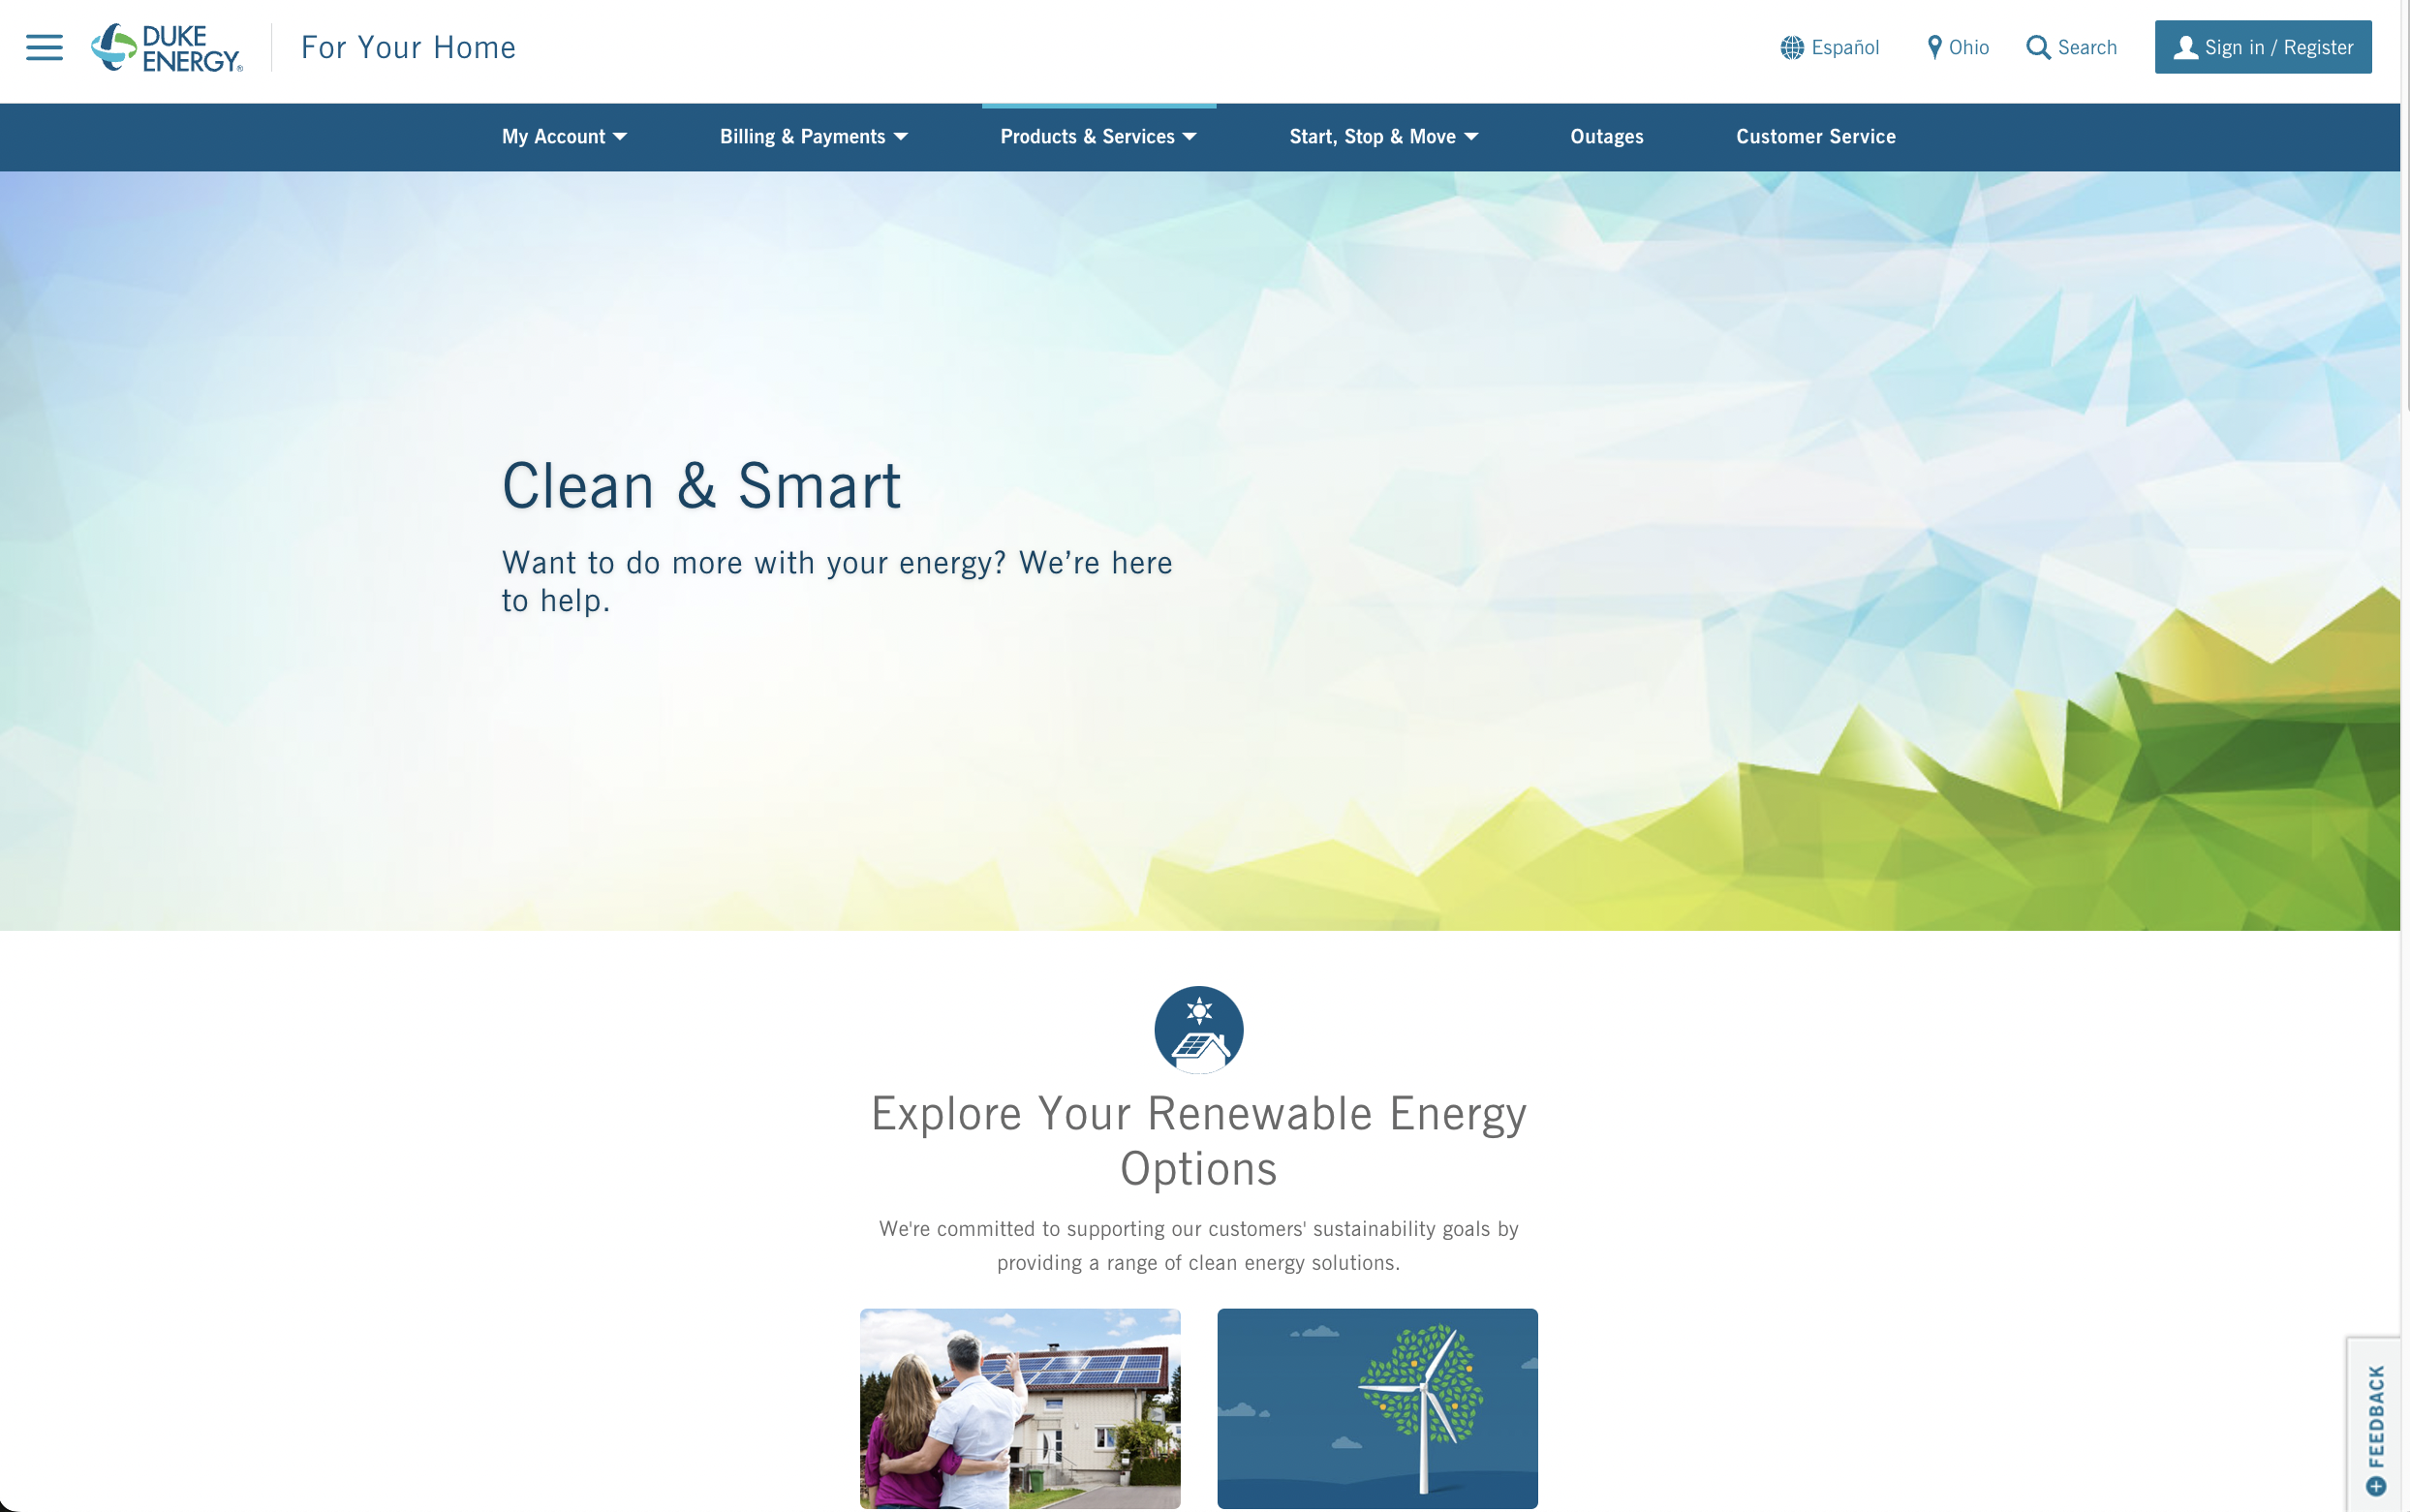 DUKE
ENERGY®
For Your Home
Español
Ohio
Search
Sign in / Register
My Account
Billing & Payments
Products & Services
Start, Stop & Move
Outages
Customer Service
Clean & Smart
Want to do more with your energy? We’re here
to help.
Explore Your Renewable Energy
Options
We're committed to supporting our customers' sustainability goals by
providing a range of clean energy solutions.
FEEDBACK